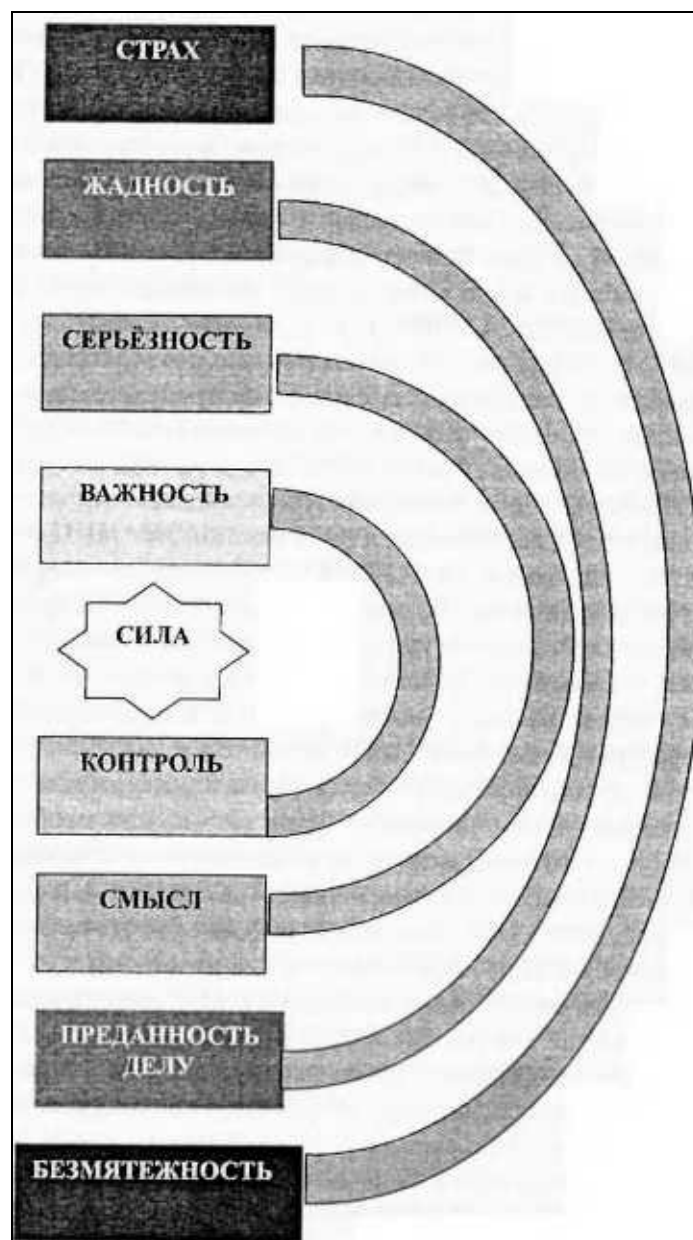 СТРАХ
ЖАДНОСТЬ
СЕРЬЁЗНОСТЬ
ВАЖНОСТЬ
СИЛА
КОНТРОЛЬ
СМЫСЛ
ПРЕДАННОСТЬ
ДЕЛУ
БЕЗМЯТЕЖНОСТЬ